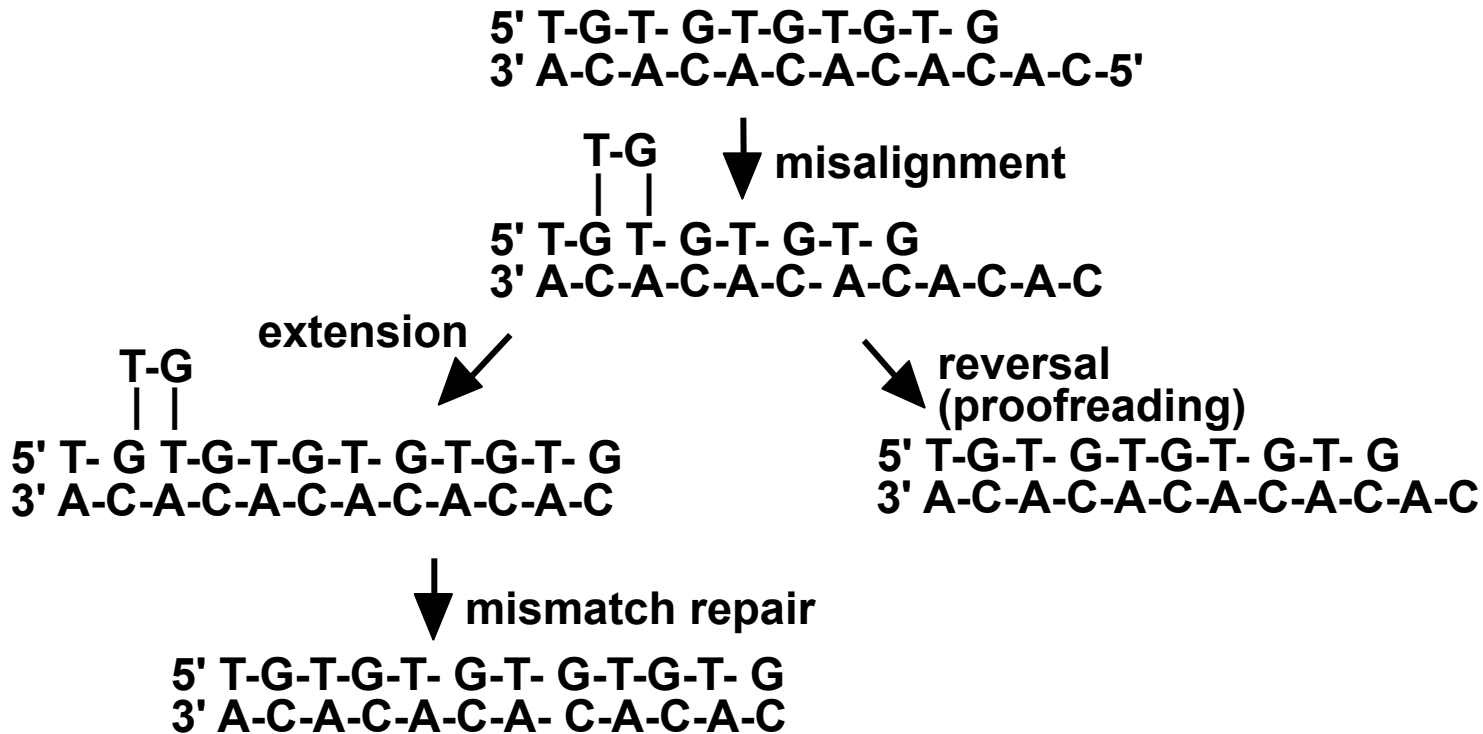 5' T-G-T- G-T-G-T-G-T- G
3' A-C-A-C-A-C-A-C-A-C-A-C-5'
misalignment
T-G
5' T-G T- G-T- G-T- G
3' A-C-A-C-A-C- A-C-A-C-A-C
extension
T-G
5' T- G T-G-T-G-T- G-T-G-T- G
3' A-C-A-C-A-C-A-C-A-C-A-C
reversal
(proofreading)
5' T-G-T- G-T-G-T- G-T- G
3' A-C-A-C-A-C-A-C-A-C-A-C
mismatch repair
5' T-G-T-G-T- G-T- G-T-G-T- G
3' A-C-A-C-A-C-A- C-A-C-A-C